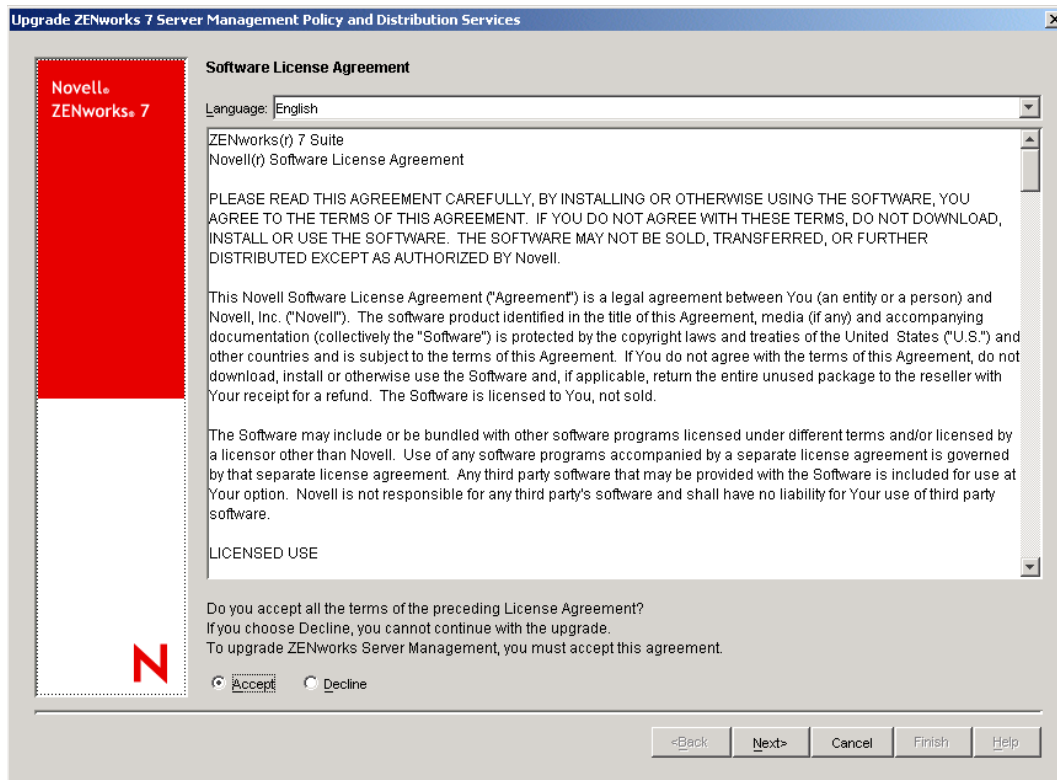 Upgrade ZENworks 7 Server Management Policy and Distribution Services
Novell®
ZENworks® 7
Software License Agreement
Language: English
ZENworks(r) 7 Suite
Novell(r) Software License Agreement
PLEASE READ THIS AGREEMENT CAREFULLY, BY INSTALLING OR OTHERWISE USING THE SOFTWARE, YOU
AGREE TO THE TERMS OF THIS AGREEMENT.  IF YOU DO NOT AGREE WITH THESE TERMS, DO NOT DOWNLOAD,
INSTALL OR USE THE SOFTWARE.  THE SOFTWARE MAY NOT BE SOLD, TRANSFERRED, OR FURTHER
DISTRIBUTED EXCEPT AS AUTHORIZED BY Novell.
This Novell Software License Agreement ("Agreement") is a legal agreement between You (an entity or a person) and
Novell, Inc. ("Novell").  The software product identified in the title of this Agreement, media (if any) and accompanying
documentation (collectively the "Software") is protected by the copyright laws and treaties of the United  States ("U.S.") and
other countries and is subject to the terms of this Agreement.  If You do not agree with the terms of this Agreement, do not
download, install or otherwise use the Software and, if applicable, return the entire unused package to the reseller with
Your receipt for a refund.  The Software is licensed to You, not sold.
The Software may include or be bundled with other software programs licensed under different terms and/or licensed by
a licensor other than Novell.  Use of any software programs accompanied by a separate license agreement is governed
by that separate license agreement.  Any third party software that may be provided with the Software is included for use at
Your option.  Novell is not responsible for any third party's software and shall have no liability for Your use of third party
software.
LICENSED USE
Do you accept all the terms of the preceding License Agreement?
If you choose Decline, you cannot continue with the upgrade.
To upgrade ZENworks Server Management, you must accept this agreement.
Accept Decline
N
<Back Next> Cancel Finish Help